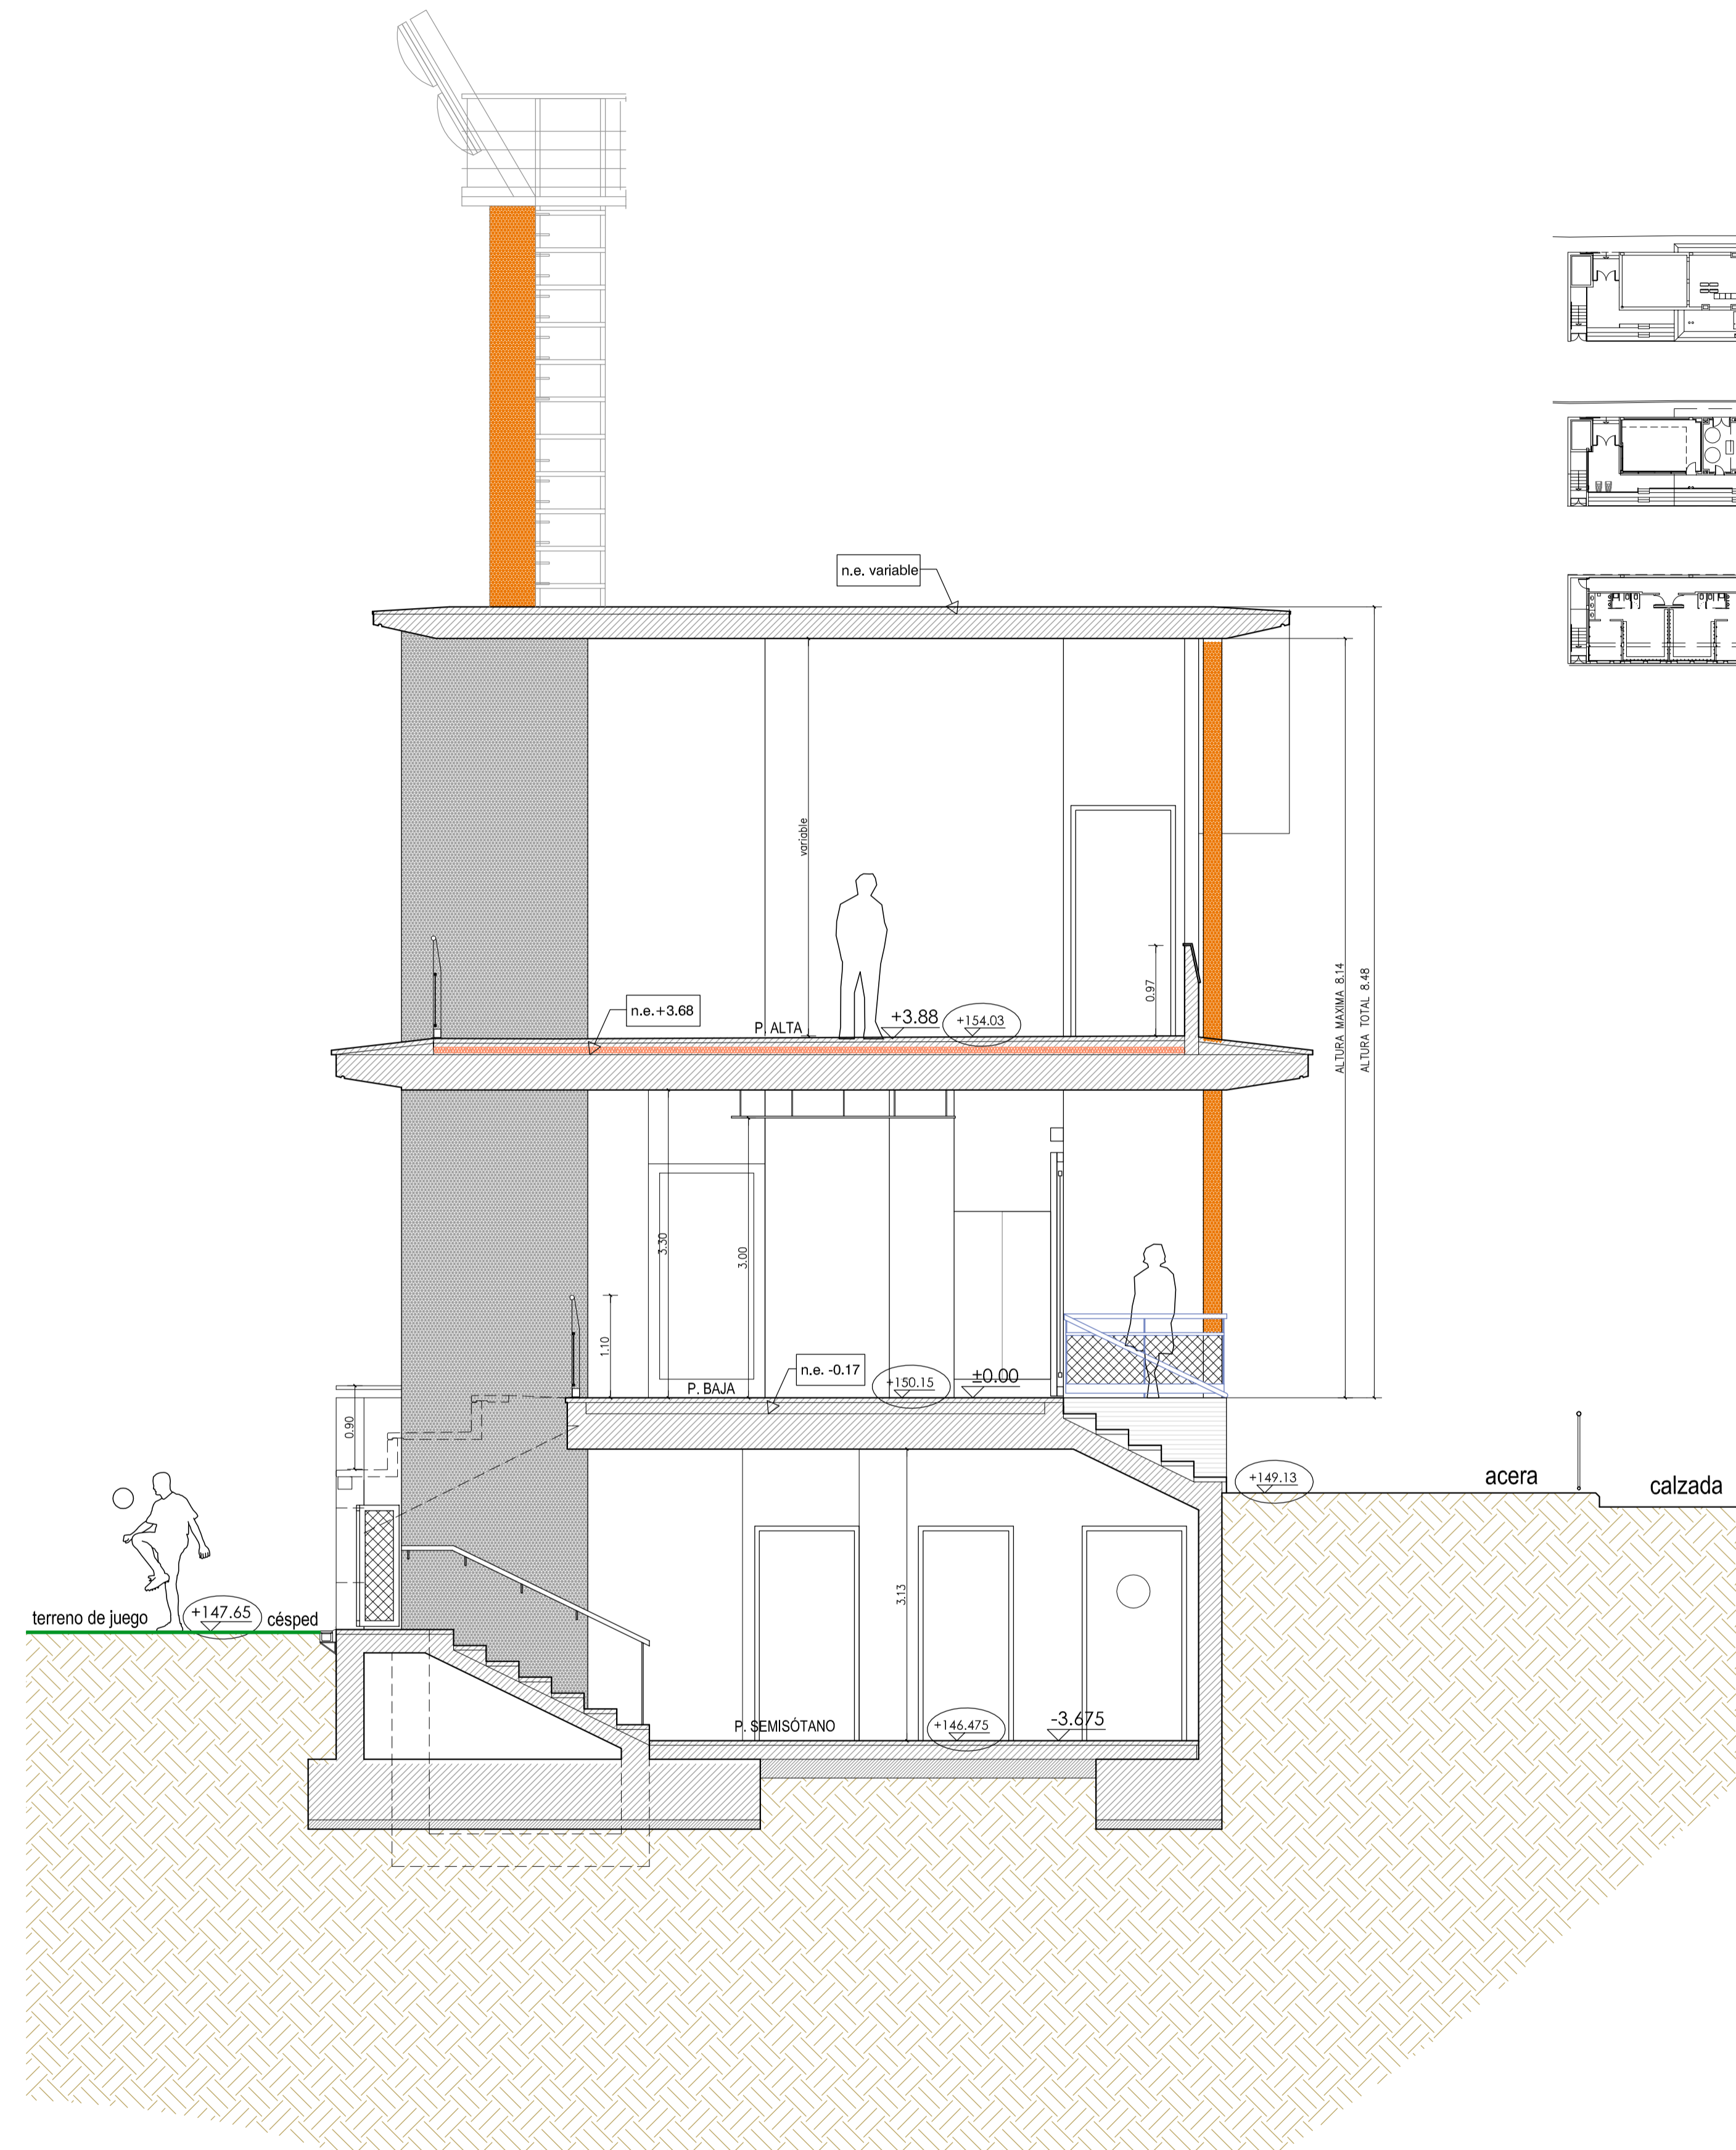 n.e. variable
variable
ALTURA MAXIMA 8.14
ALTURA TOTAL 8.48
0.97
n.e.+3.68
P. ALTA
+3.88
+154.03
3.30
3.00
1.10
n.e. -0.17
P. BAJA
+150.15
±0.00
0.90
+149.13
acera
calzada
terreno de juego
+147.65
césped
3.13
P. SEMISÓTANO
+146.475
-3.675